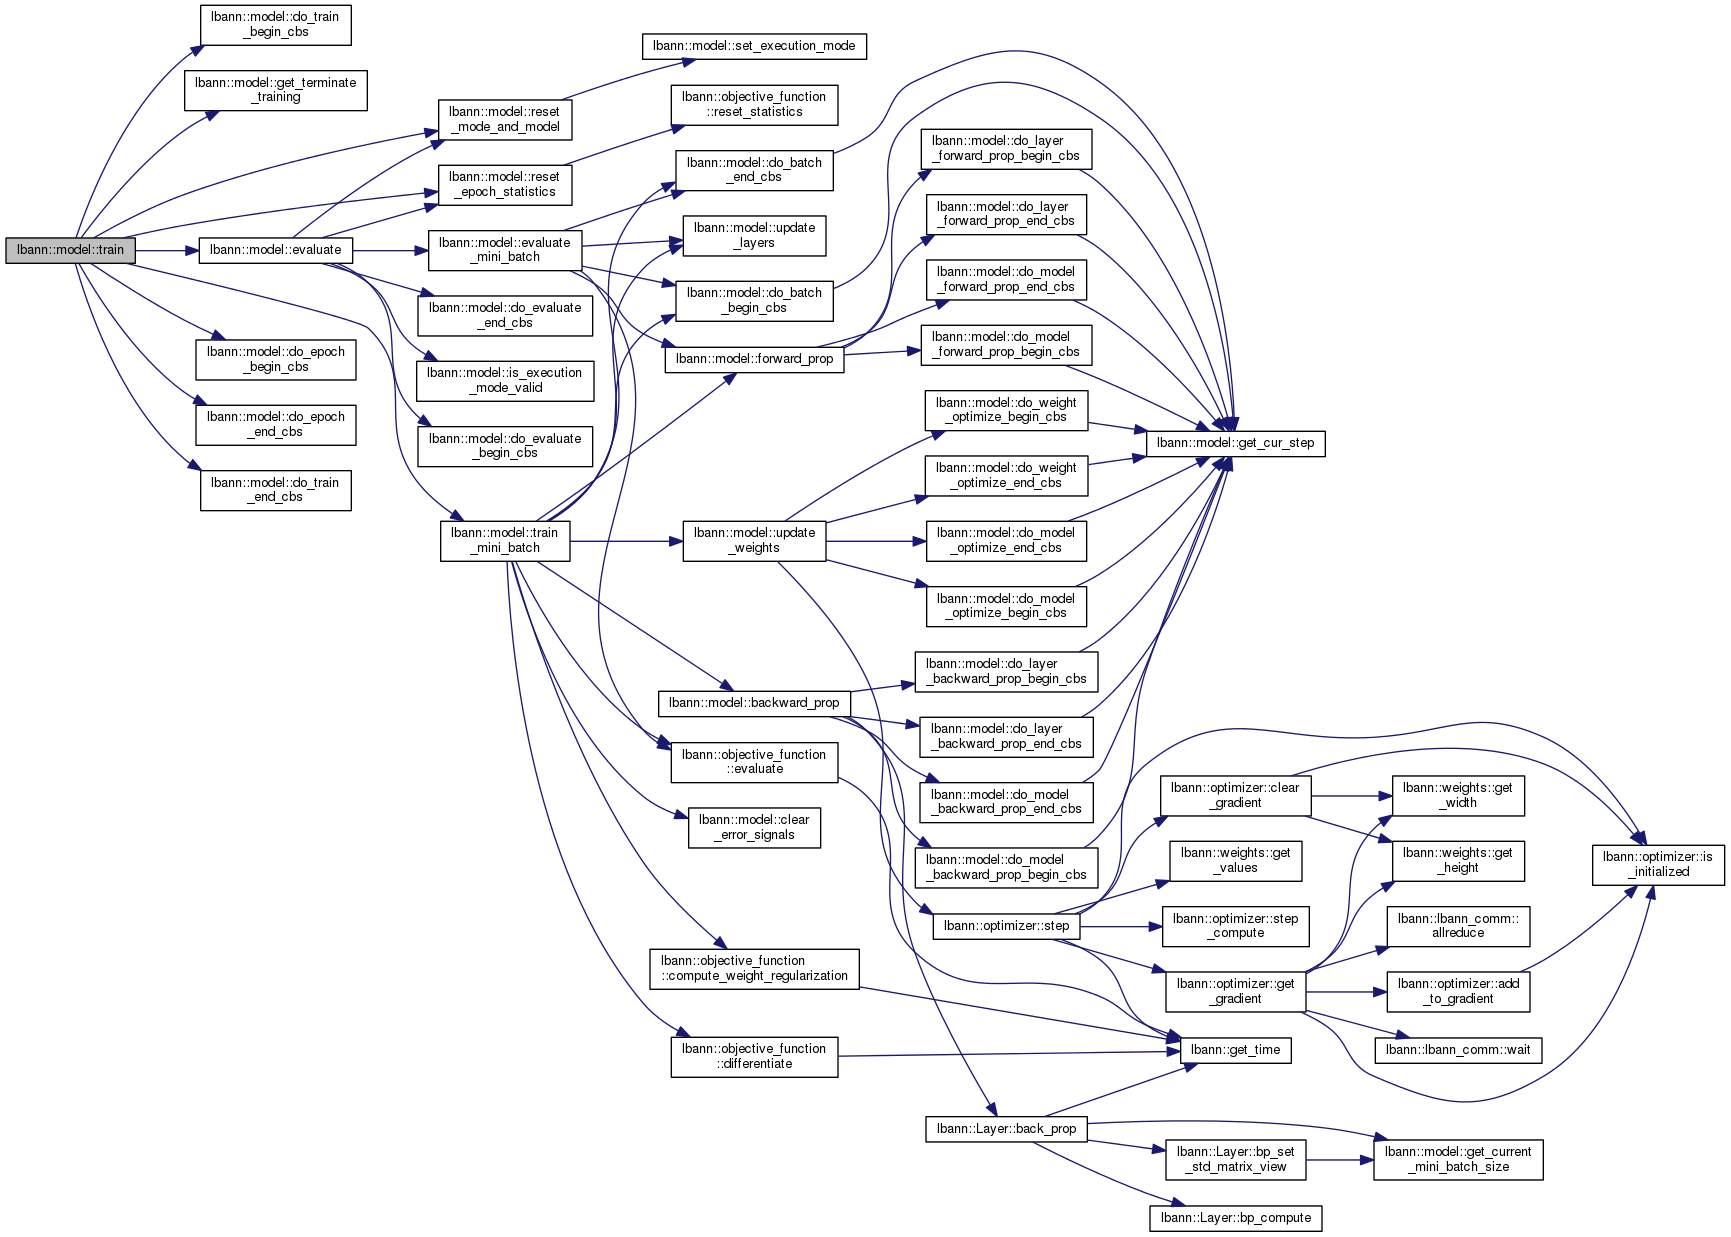 lbann::model::train
lbann::model::do_train
_begin_cbs
lbann::model::get_terminate
_training
lbann::model::evaluate
lbann::model::do_epoch
_begin_cbs
lbann::model::do_epoch
_end_cbs
lbann::model::do_train
_end_cbs
lbann::model::reset
_mode_and_model
lbann::model::reset
_epoch_statistics
lbann::model::evaluate
_mini_batch
lbann::model::do_evaluate
_end_cbs
lbann::model::is_execution
_mode_valid
lbann::model::do_evaluate
_begin_cbs
lbann::model::train
_mini_batch
lbann::model::set_execution_mode
lbann::objective_function
::reset_statistics
lbann::model::do_batch
_end_cbs
lbann::model::update
_layers
lbann::model::do_batch
_begin_cbs
lbann::model::forward_prop
lbann::model::update
_weights
lbann::model::backward_prop
lbann::objective_function
::evaluate
lbann::model::clear
_error_signals
lbann::objective_function
::compute_weight_regularization
lbann::objective_function
::differentiate
lbann::model::do_layer
_forward_prop_begin_cbs
lbann::model::do_layer
_forward_prop_end_cbs
lbann::model::do_model
_forward_prop_end_cbs
lbann::model::do_model
_forward_prop_begin_cbs
lbann::model::do_weight
_optimize_begin_cbs
lbann::model::do_weight
_optimize_end_cbs
lbann::model::do_model
_optimize_end_cbs
lbann::model::do_model
_optimize_begin_cbs
lbann::model::do_layer
_backward_prop_begin_cbs
lbann::model::do_layer
_backward_prop_end_cbs
lbann::model::do_model
_backward_prop_end_cbs
lbann::model::do_model
_backward_prop_begin_cbs
lbann::optimizer::step
lbann::Layer::back_prop
lbann::model::get_cur_step
lbann::optimizer::clear
_gradient
lbann::weights::get
_values
lbann::optimizer::step
_compute
lbann::optimizer::get
_gradient
lbann::get_time
lbann::Layer::bp_set
_std_matrix_view
lbann::Layer::bp_compute
lbann::weights::get
_width
lbann::weights::get
_height
lbann::lbann_comm::
allreduce
lbann::optimizer::add
_to_gradient
lbann::lbann_comm::wait
lbann::model::get_current
_mini_batch_size
lbann::optimizer::is
_initialized